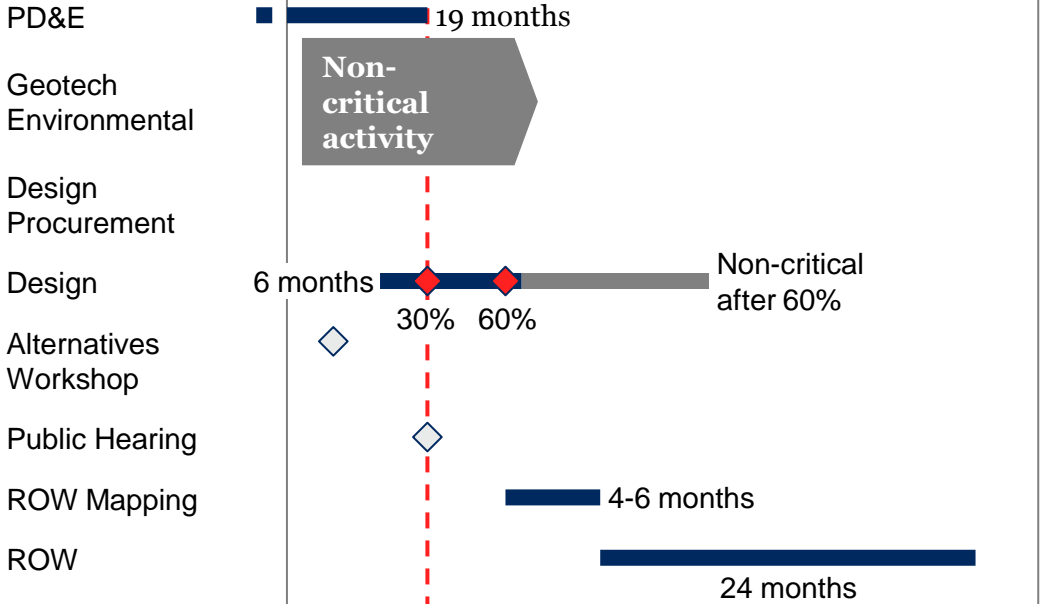 PD&E
19 months
Geotech
Environmental
Non-
critical
activity
Design
Procurement
Design
6 months
30%
60%
Non-critical
after 60%
Alternatives
Workshop
Public Hearing
ROW Mapping
4-6 months
ROW
24 months